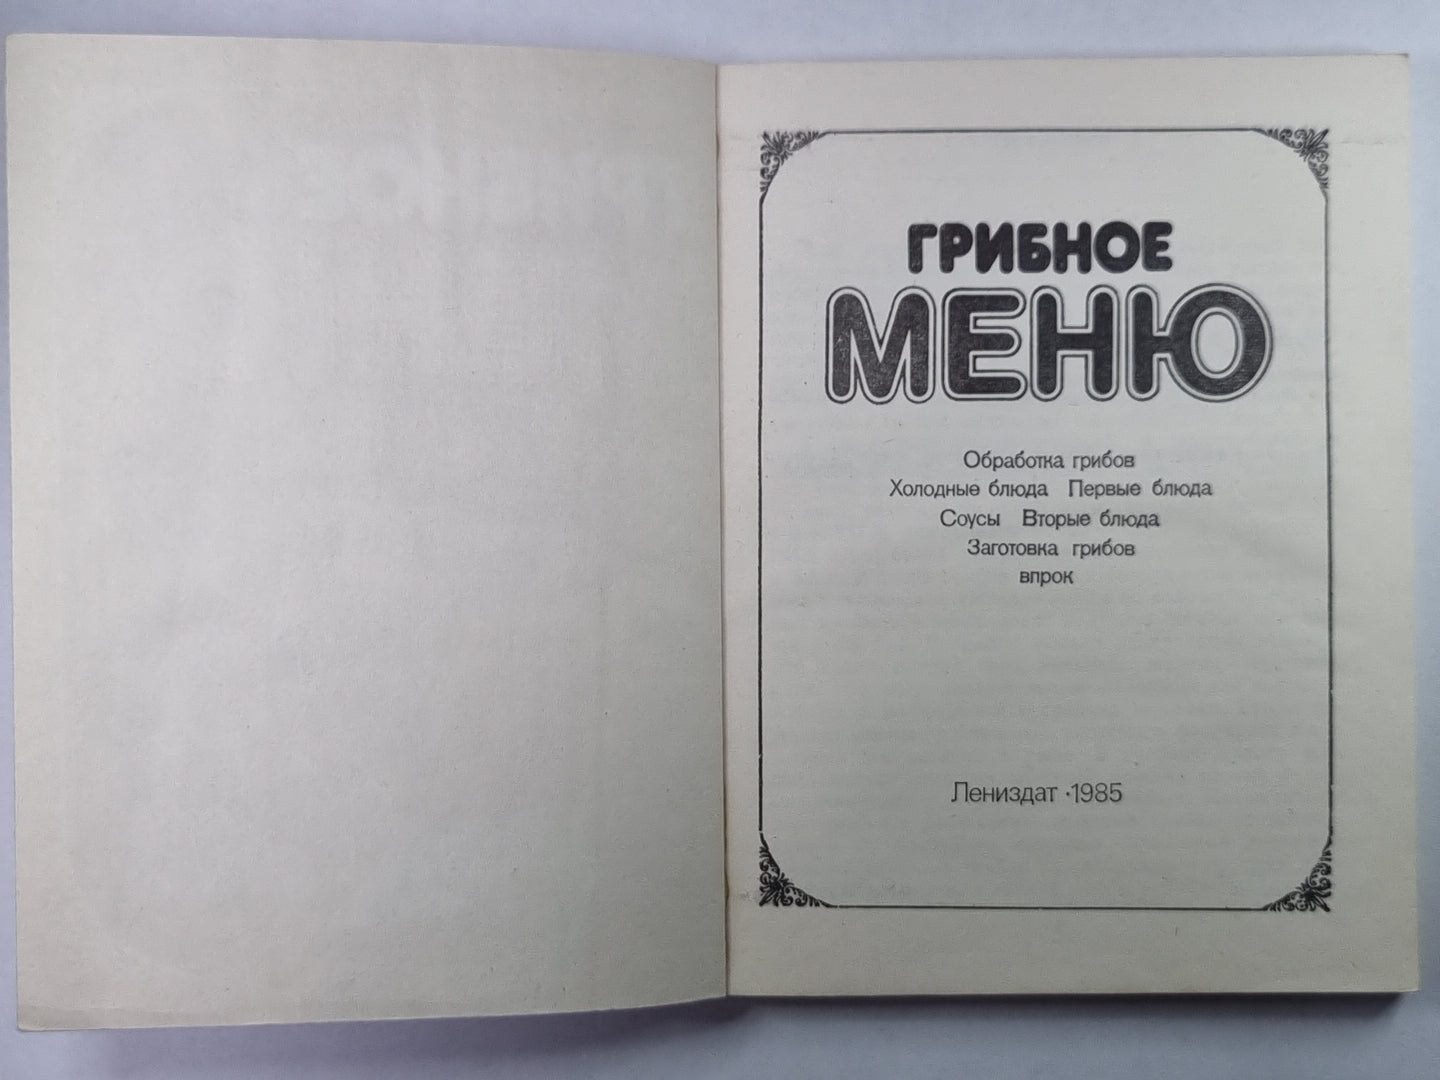 ГРИБНОЕ
МЕНЮ
Обработка грибов
Холодные блюда Первые блюда
Соусы Вторые блюда
Заготовка грибов
впрок
Лениздат · 1985